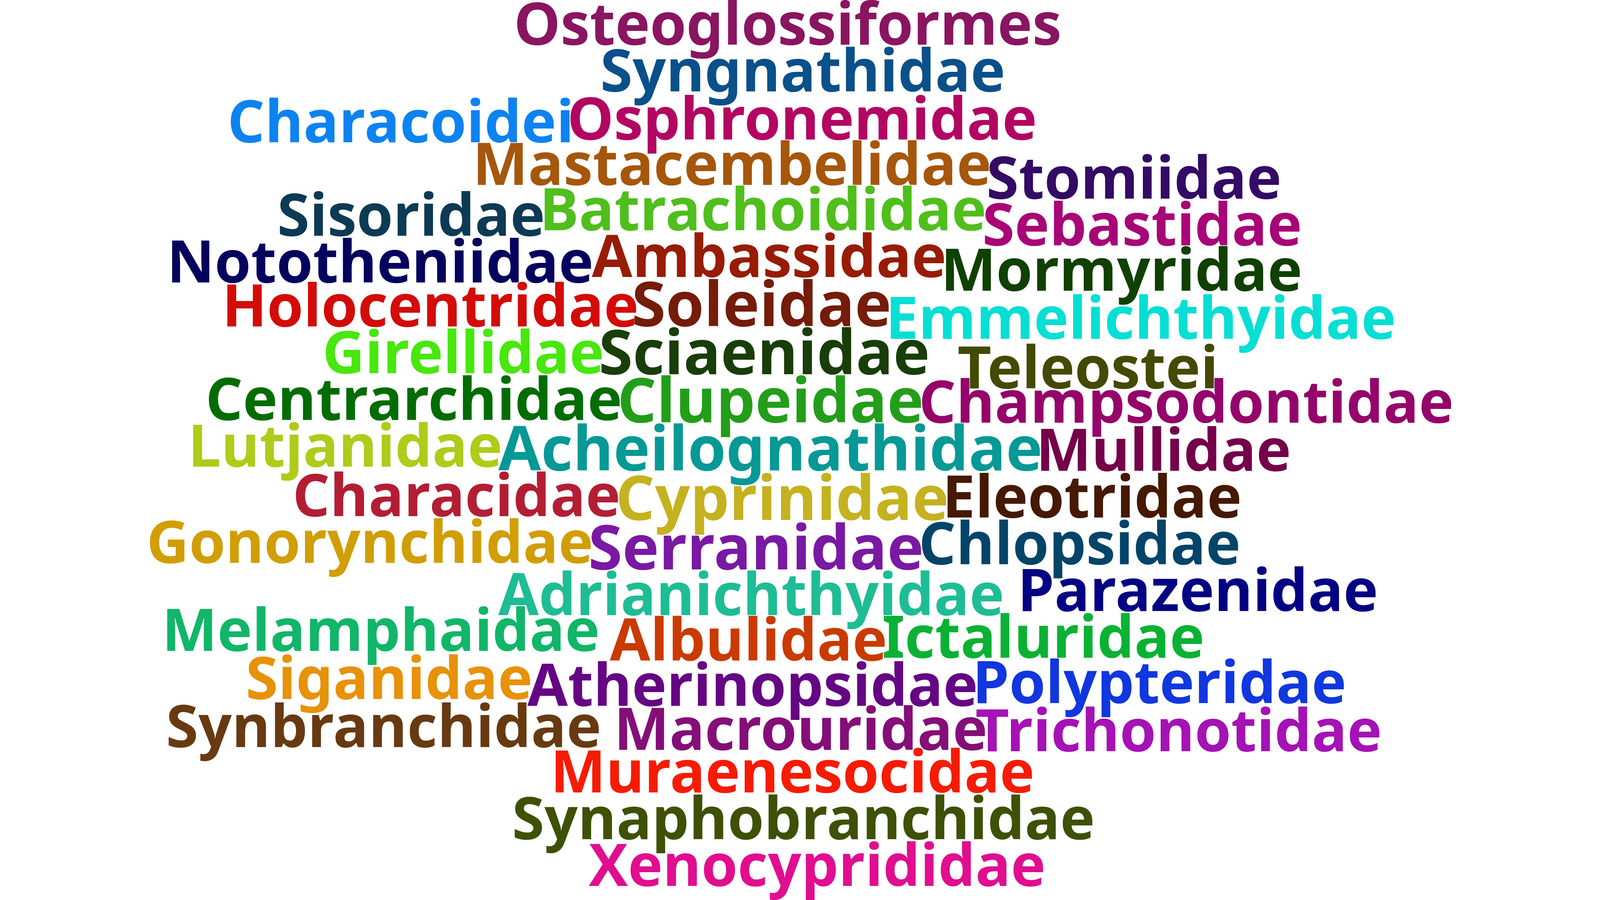 Osteoglossiformes
Syngnathidae
Characoidei Osphronemidae
Mastacembelidae Stomiidae
Sisoridae Batrachoididae Sebastidae
Nototheniidae Ambassidae Mormyridae
Holocentridae Soleidae Emmelichthyidae
Girellidae Sciaenidae Teleostei
Centrarchidae Clupeidae Champsodontidae
Lutjanidae Acheilognathidae Mullidae
Characidae Cyprinidae Eleotridae
Gonorynchidae Serranidae Chlopsidae
Adrianichthyidae Parazenidae
Melamphaidae Albulidae Ictaluridae
Siganidae Atherinopsidae Polypteridae
Synbranchidae Macrouridae Trichonotidae
Muraenesocidae
Synaphobranchidae
Xenocyprididae